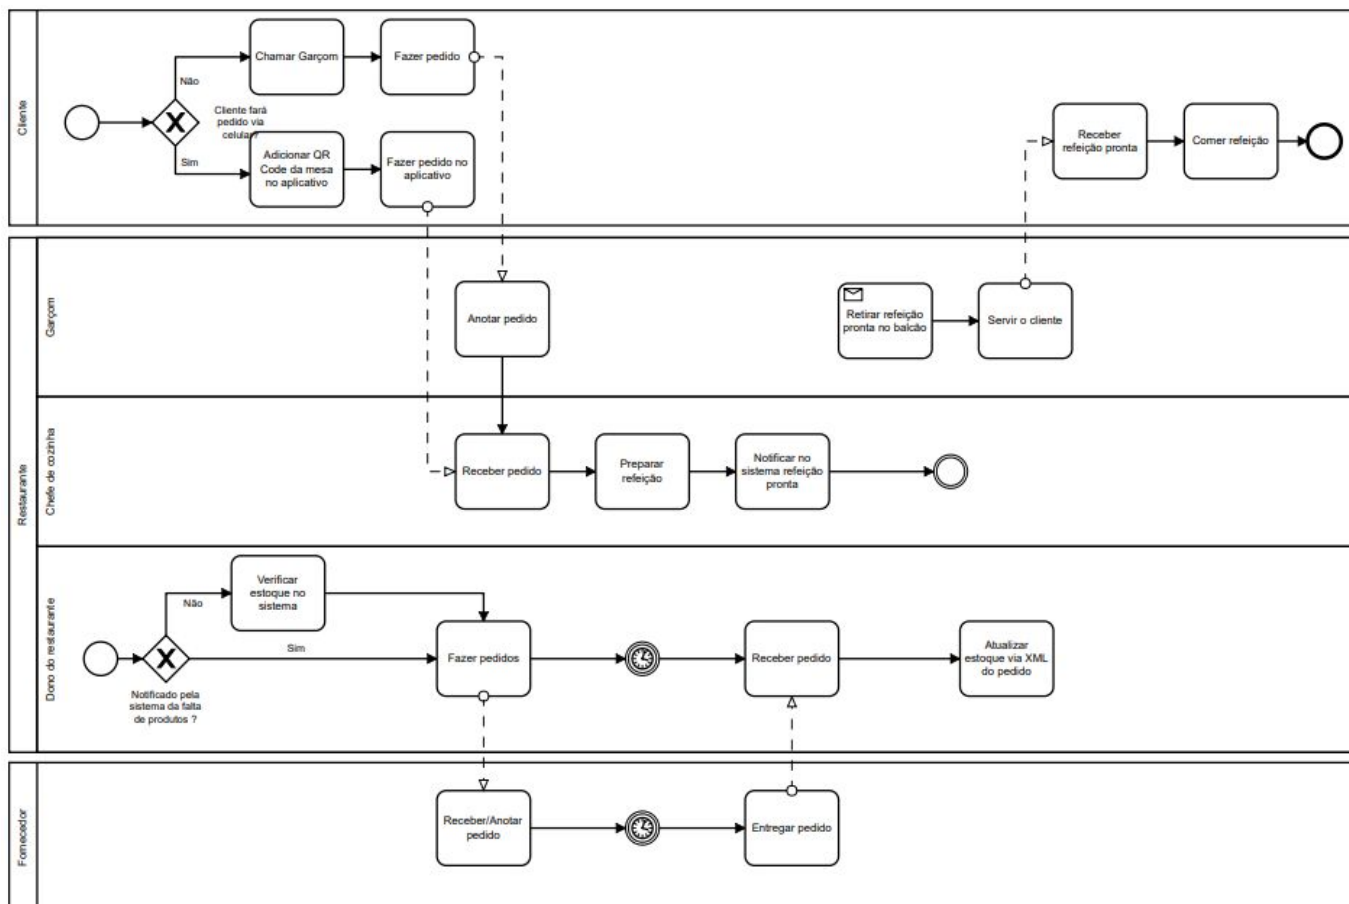 Cliente
Chamar Garçom
Fazer pedido
Não
Cliente fará
pedido via
celular?
Sim
Adicionar QR
Code da mesa
no aplicativo
Fazer pedido no
aplicativo
Receber
refeição pronta
Comer refeição
Restaurante
Garçom
Anotar pedido
Retirar refeição
pronta no balcão
Servir o cliente
Chefe de cozinha
Receber pedido
Preparar
refeição
Notificar no
sistema refeição
pronta
Dono do restaurante
Verificar
estoque no
sistema
Não
Sim
Notificado pela
sistema da falta
de produtos ?
Fazer pedidos
Receber pedido
Atualizar
estoque via XML
do pedido
Fornecedor
Receber/Anotar
pedido
Entregar pedido